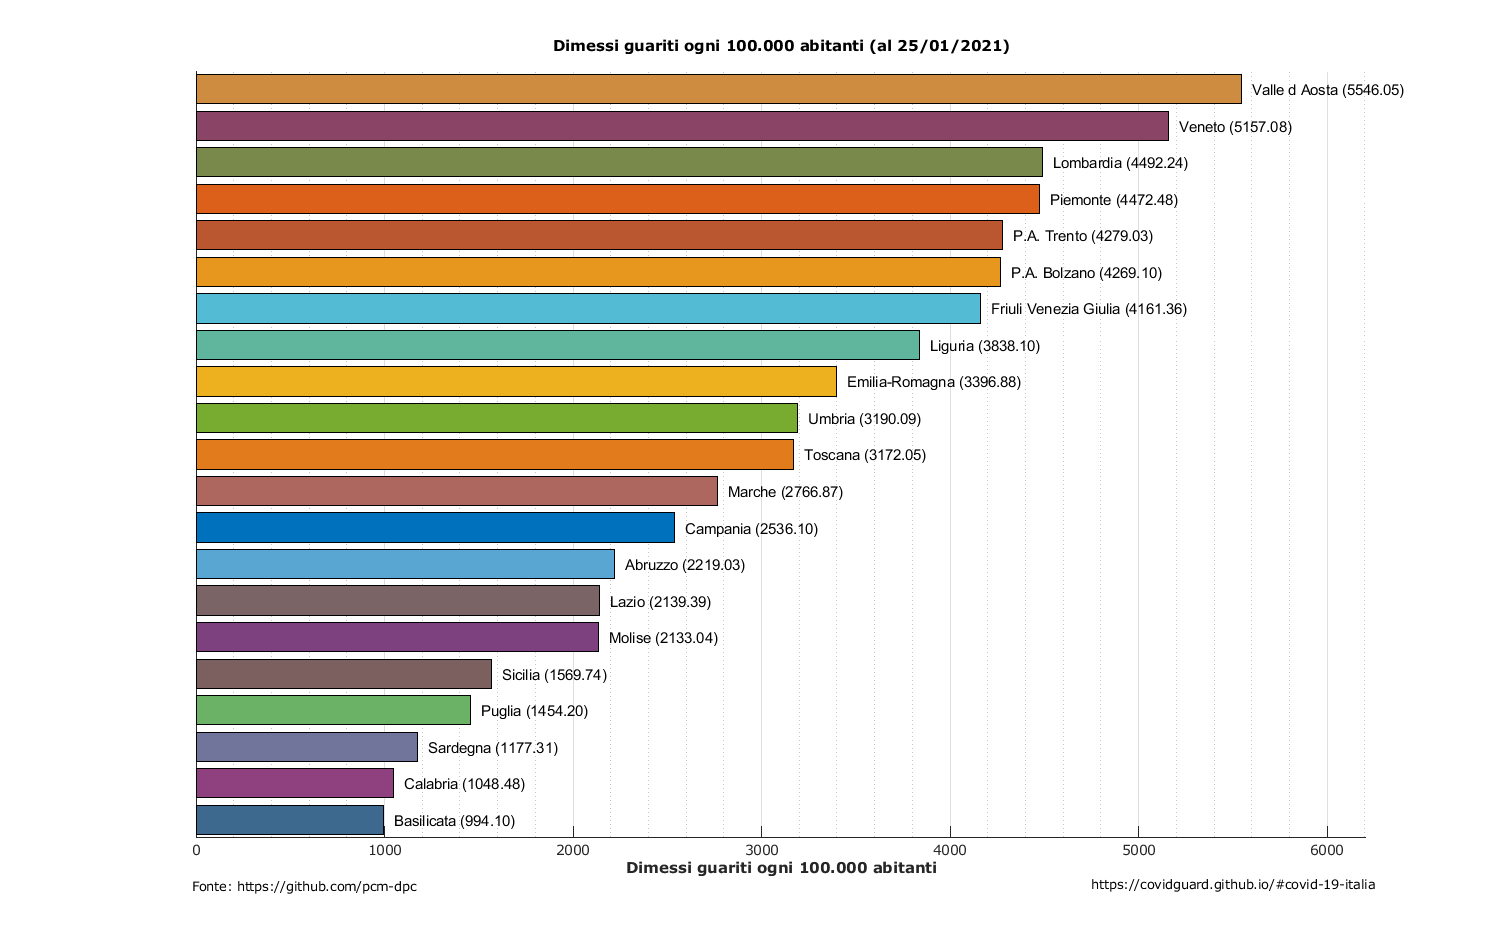 Dimessi guariti ogni 100.000 abitanti (al 25/01/2021)
Valle d Aosta (5546.05)
Veneto (5157.08)
Lombardia (4492.24)
Piemonte (4472.48)
P.A. Trento (4279.03)
P.A. Bolzano (4269.10)
Friuli Venezia Giulia (4161.36)
Liguria (3838.10)
Emilia-Romagna (3396.88)
Umbria (3190.09)
Toscana (3172.05)
Marche (2766.87)
Campania (2536.10)
Abruzzo (2219.03)
Lazio (2139.39)
Molise (2133.04)
Sicilia (1569.74)
Puglia (1454.20)
Sardegna (1177.31)
Calabria (1048.48)
Basilicata (994.10)
0 1000 2000 3000 4000 5000 6000
Dimessi guariti ogni 100.000 abitanti
Fonte: https://github.com/pcm-dpc
https://covidguard.github.io/#covid-19-italia